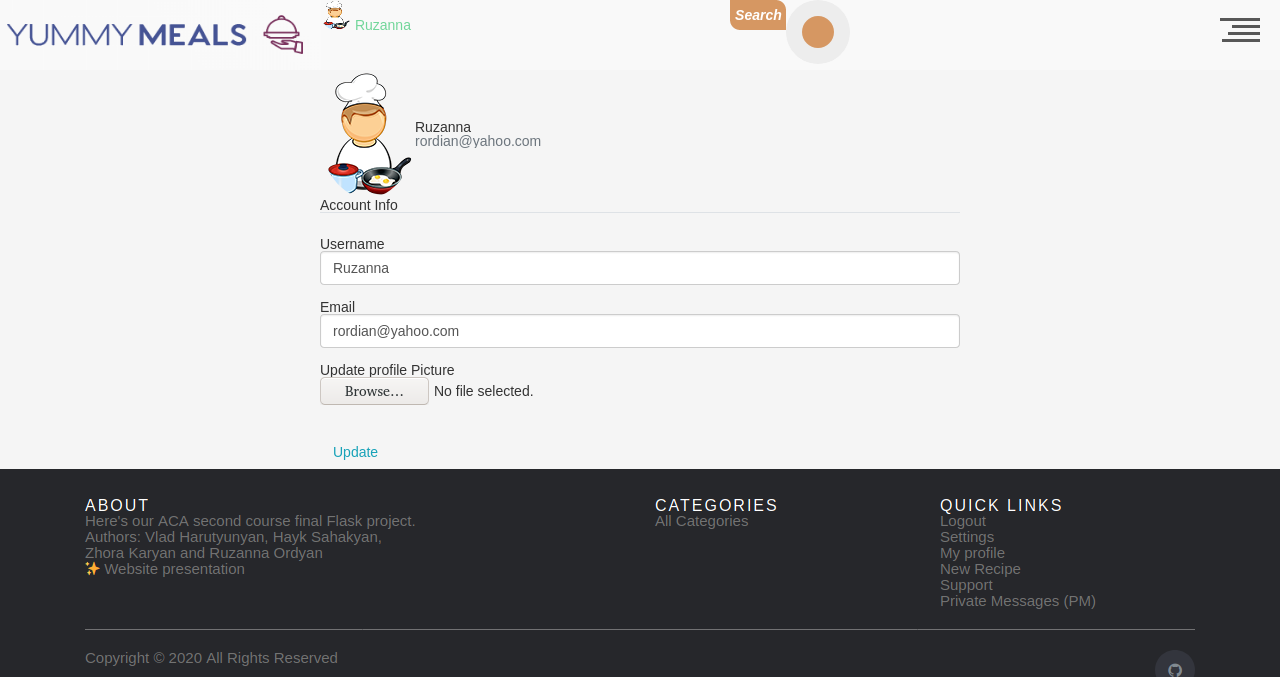 YUMMY MEALS
Ruzanna
Search
Ruzanna
rordian@yahoo.com
Account Info
Username
Ruzanna
Email
rordian@yahoo.com
Update profile Picture
Browse... No file selected.
Update
ABOUT
Here's our ACA second course final Flask project.
Authors: Vlad Harutyunyan, Hayk Sahakyan,
Zhora Karyan and Ruzanna Ordyan
✨ Website presentation
CATEGORIES
All Categories
QUICK LINKS
Logout
Settings
My profile
New Recipe
Support
Private Messages (PM)
Copyright © 2020 All Rights Reserved